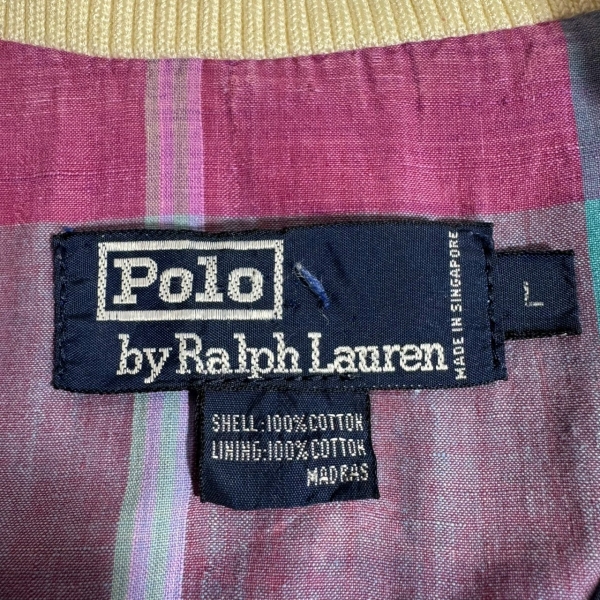 Polo
by Ralph Lauren
MADE IN SINGAPORE
L
SHELL:100%COTTON
LINING:100%COTTON
MADRAS